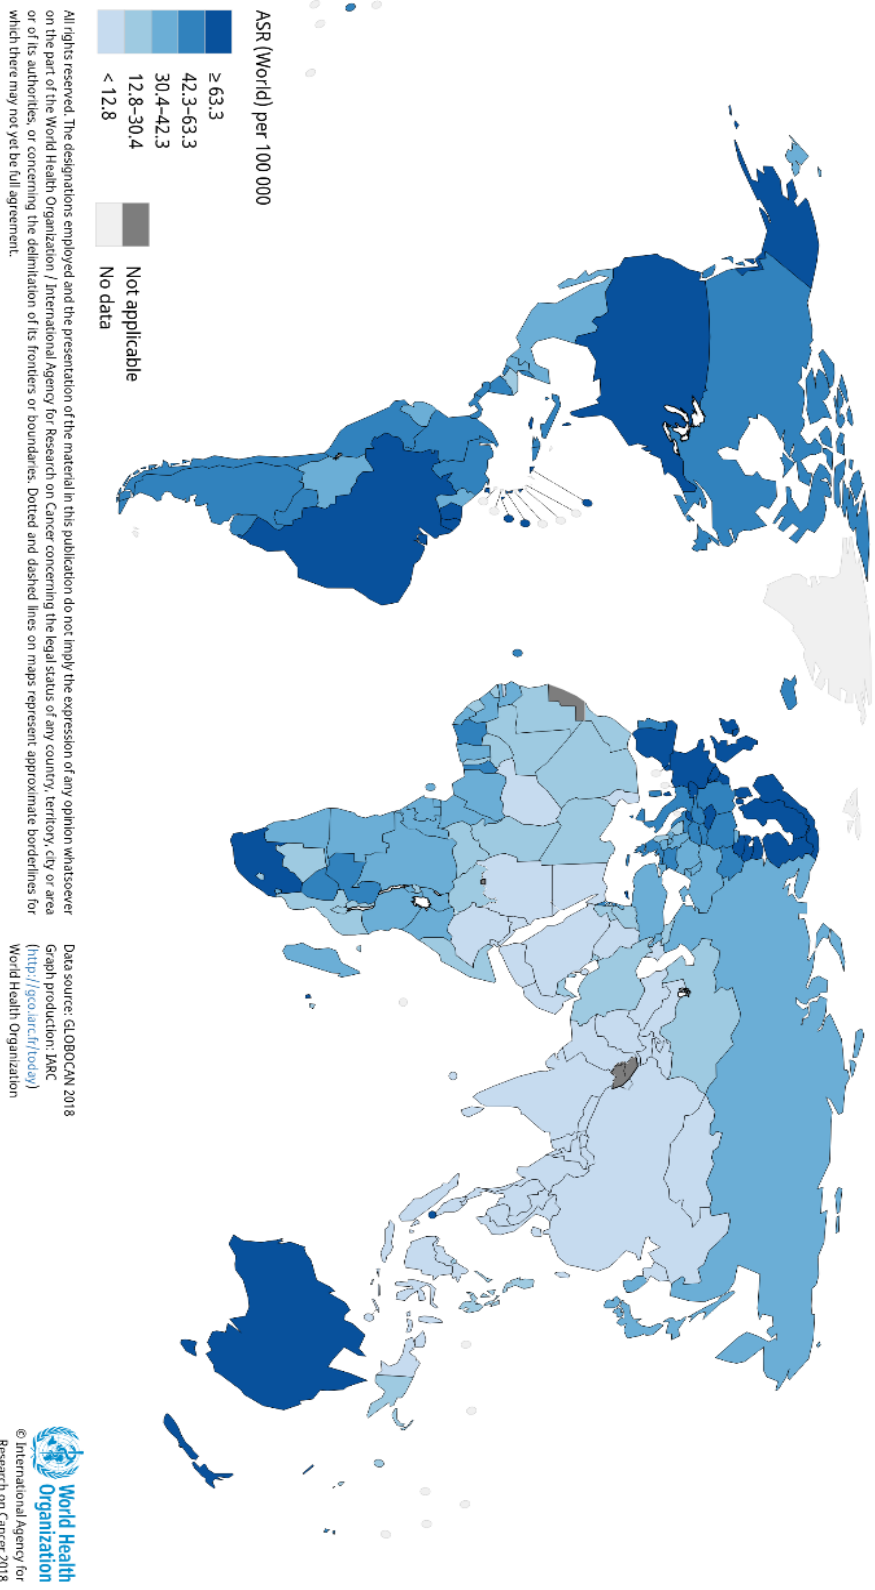 ASR (World) per 100 000
≥ 63.3
42.3–63.3
30.4–42.3
12.8–30.4
< 12.8
Not applicable
No data
All rights reserved. The designations employed and the presentation of the material in this publication do not imply the expression of any opinion whatsoever
on the part of the World Health Organization / International Agency for Research on Cancer concerning the legal status of any country, territory, city or area
or of its authorities, or concerning the delimitation of its frontiers or boundaries. Dotted and dashed lines on maps represent approximate borderlines for
which there may not yet be full agreement.
Data source: GLOBOCAN 2018
Graph production: IARC
(http://gco.iarc.fr/today)
World Health Organization
World Health
Organization
© International Agency for
Research on Cancer 2018